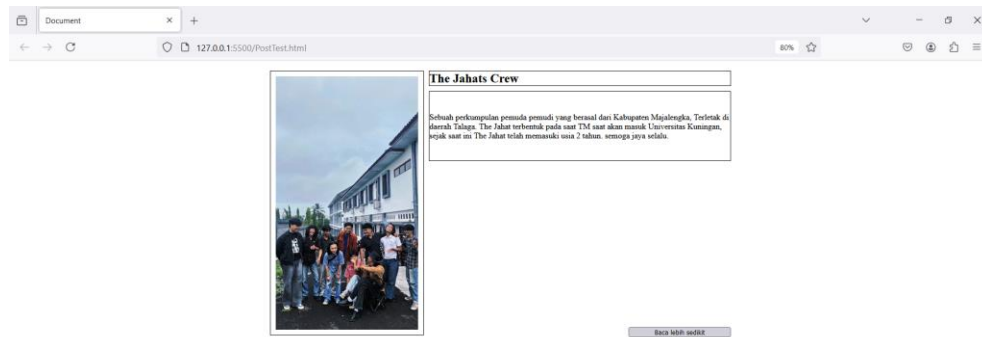 Document
127.0.0.1:5500/PostTest.html
80%
The Jahats Crew
Sebuah perkumpulan pemuda pemudi yang berasal dari Kabupaten Majalengka, Terletak di
daerah Talaga. The Jahat terbentuk pada saat TM saat akan masuk Universitas Kuningan,
sejak saat ini The Jahat telah memasuki usia 2 tahun. semoga jaya selalu.
Baca lebih sedikit